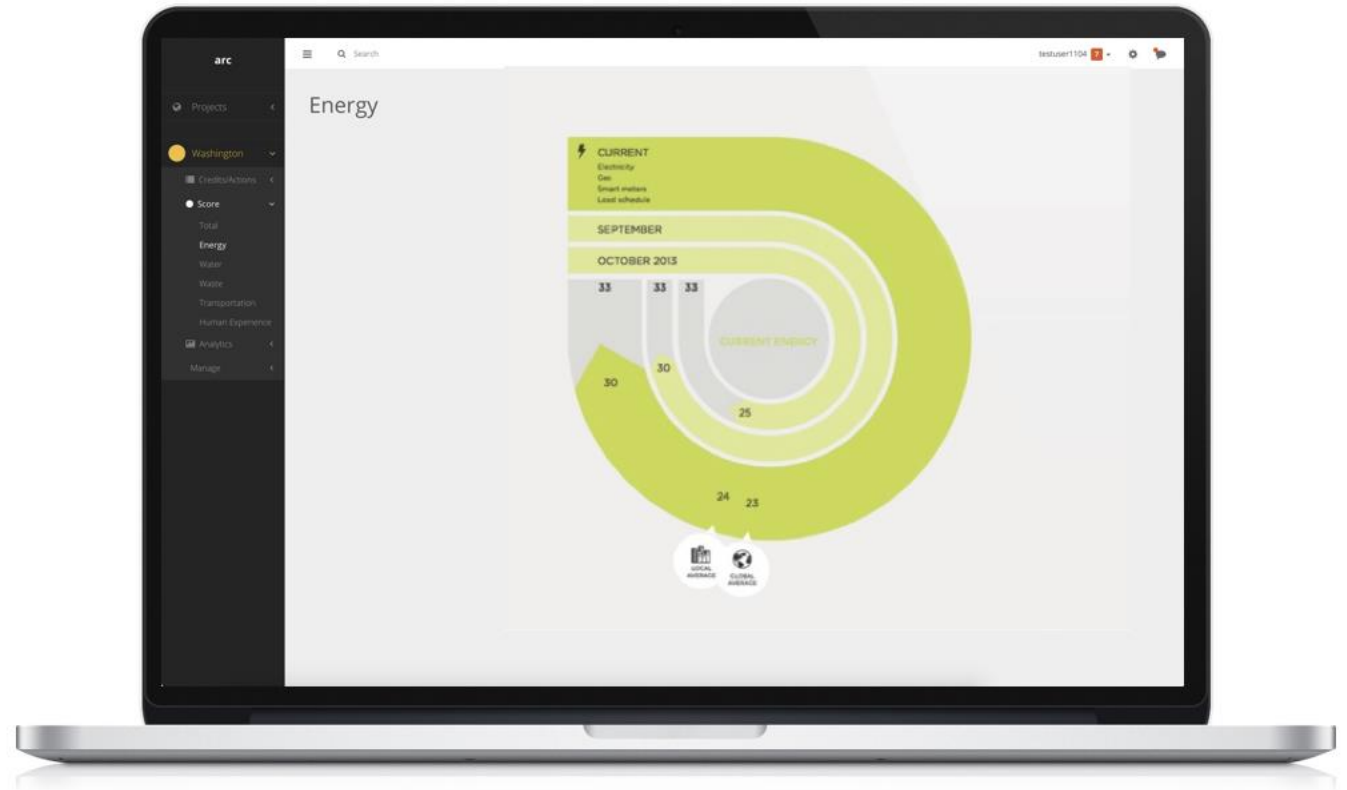 arc
Search
testuser1104 7
Projects
Energy
Washington
Credits/Actions
Score
Total
Energy
Water
Waste
Transportation
Human Experience
Analytics
Manage
CURRENT
Electricity
Gas
Smart meters
Load schedule
SEPTEMBER
OCTOBER 2013
33 33 33
CURRENT ENERGY
30
30
25
24 23
LOCAL
AVERAGE
GLOBAL
AVERAGE